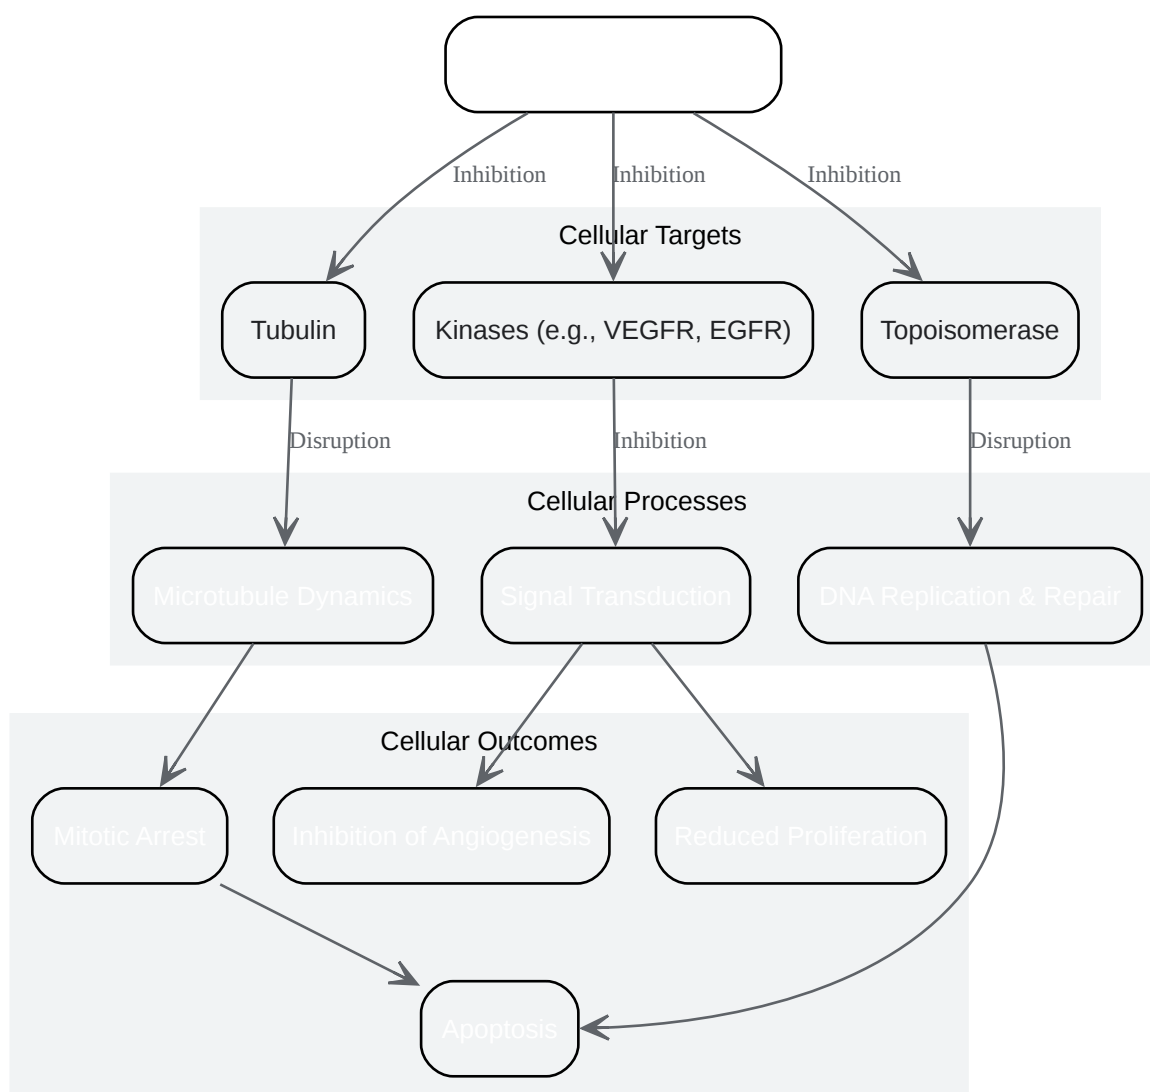 Inhibition
Inhibition
Inhibition
Cellular Targets
Tubulin
Kinases (e.g., VEGFR, EGFR)
Topoisomerase
Disruption
Inhibition
Disruption
Cellular Processes
Microtubule Dynamics
Signal Transduction
DNA Replication & Repair
Cellular Outcomes
Mitotic Arrest
Inhibition of Angiogenesis
Reduced Proliferation
Apoptosis